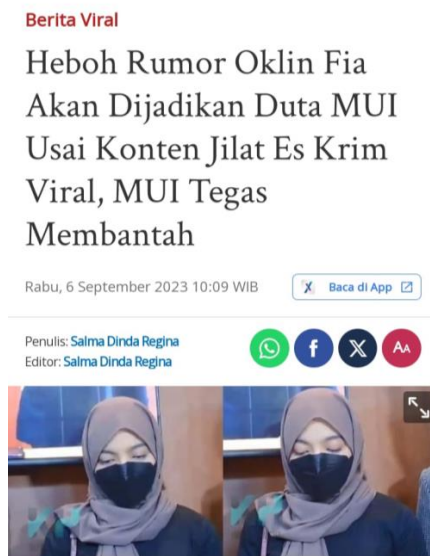 Berita Viral
Heboh Rumor Oklin Fia
Akan Dijadikan Duta MUI
Usai Konten Jilat Es Krim
Viral, MUI Tegas
Membantah
Rabu, 6 September 2023 10:09 WIB
Baca di App
Penulis: Salma Dinda Regina
Editor: Salma Dinda Regina
AA